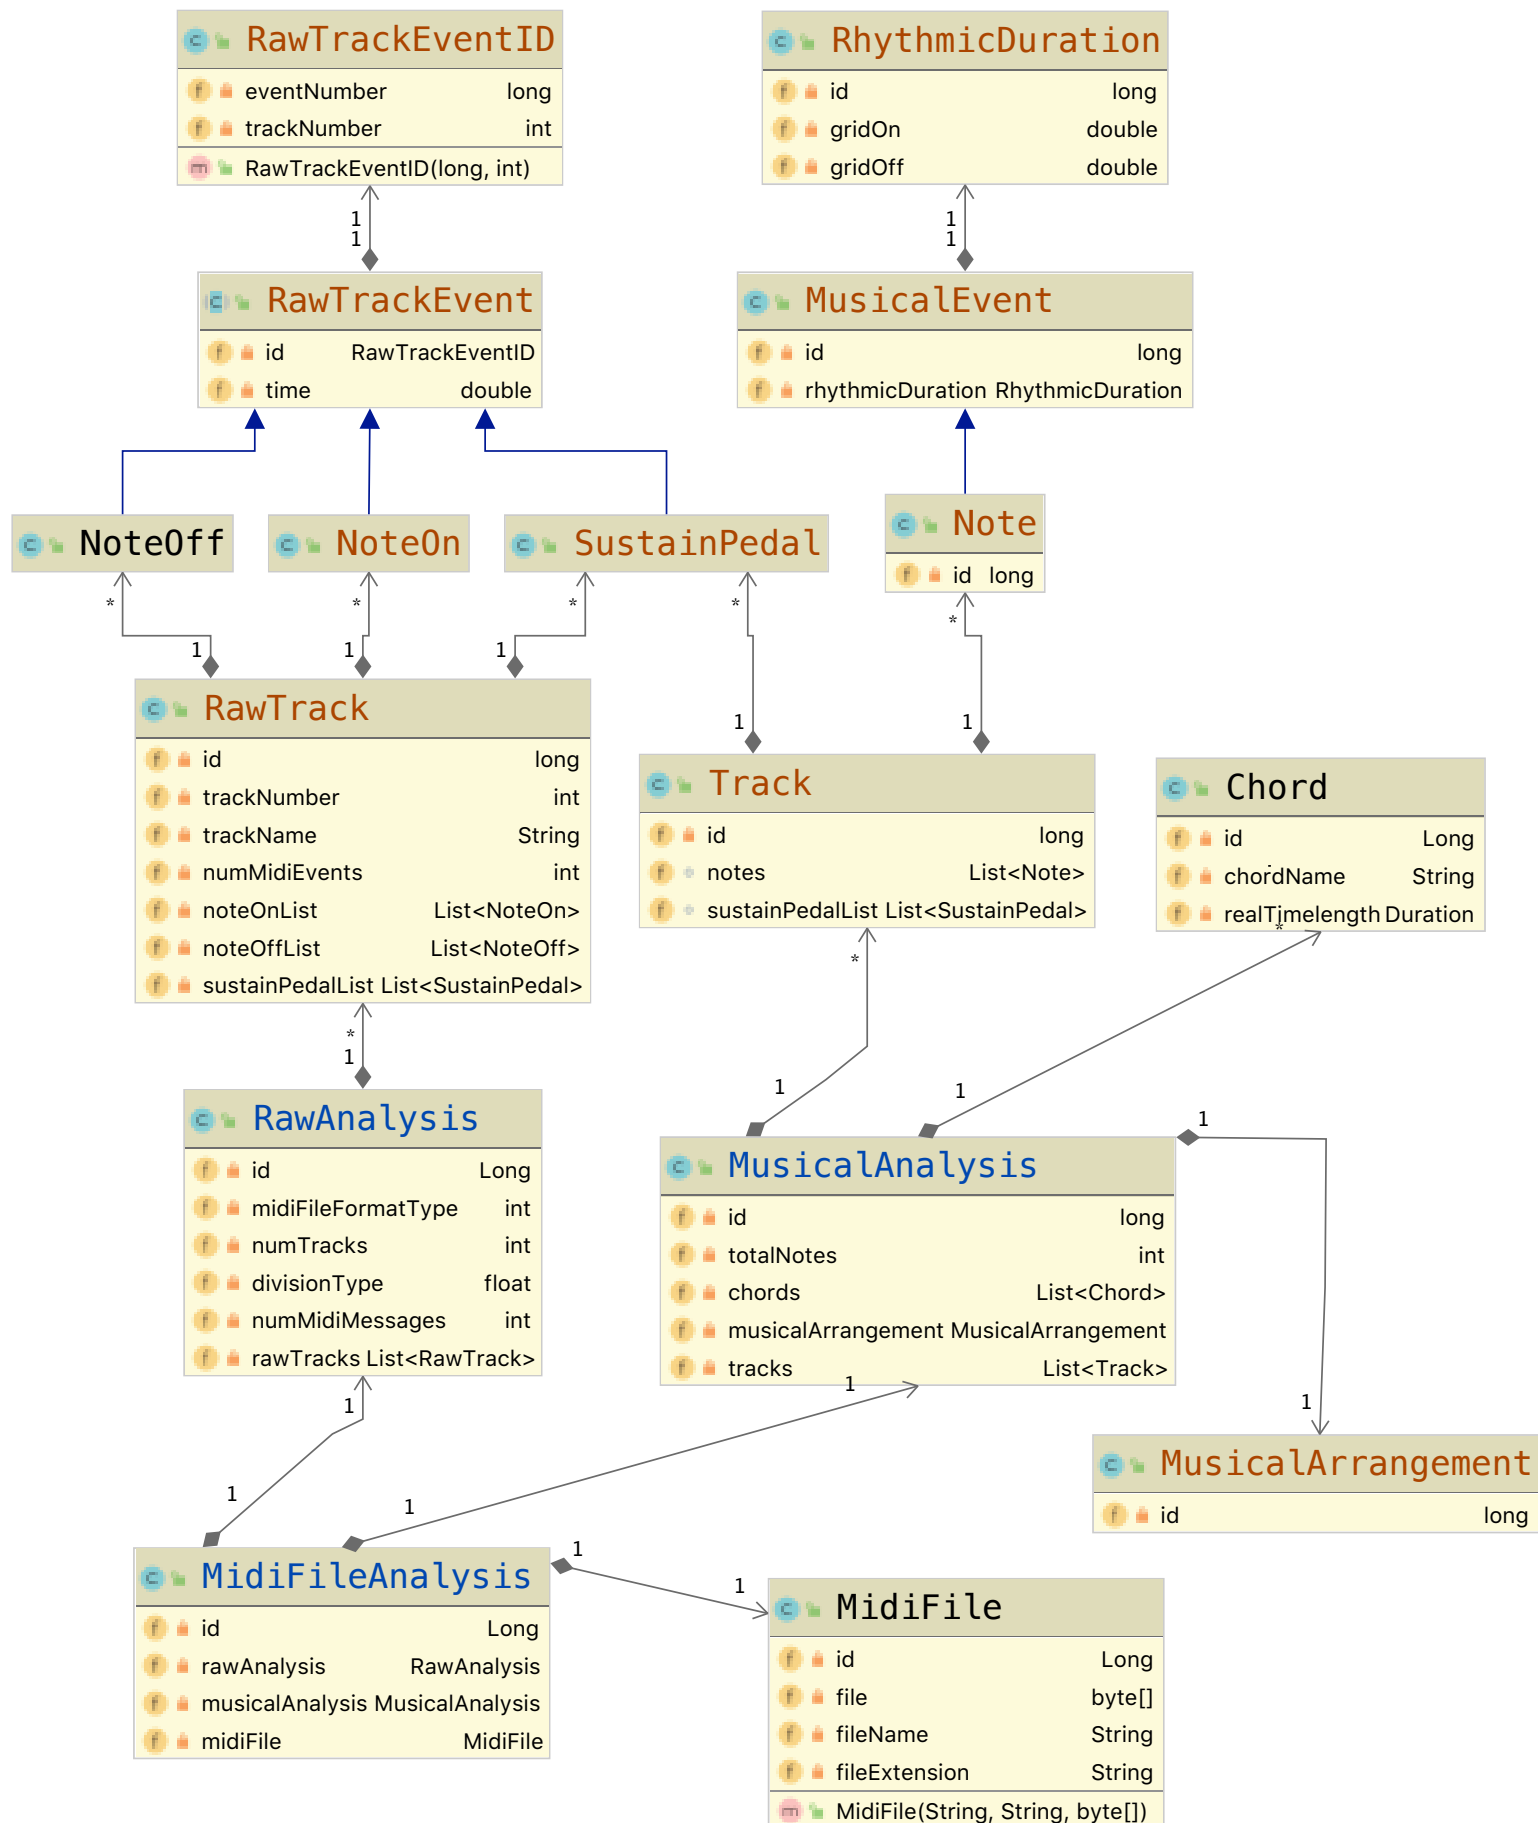 RawTrackEventID
eventNumber long
trackNumber int
RawTrackEventID(long, int)
RhythmicDuration
id long
gridOn double
gridOff double
1
1
1
1
RawTrackEvent
id RawTrackEventID
time double
MusicalEvent
id long
rhythmicDuration RhythmicDuration
NoteOff
NoteOn
SustainPedal
Note
id long
* * * * *
1 1 1
1 1
RawTrack
id long
trackNumber int
trackName String
numMidiEvents int
noteOnList List<NoteOn>
noteOffList List<NoteOff>
sustainPedalList List<SustainPedal>
Track
id long
notes List<Note>
sustainPedalList List<SustainPedal>
Chord
id Long
chordName String
realTimelength Duration
*
*
*
1
1
1
1
RawAnalysis
id Long
midiFileFormatType int
numTracks int
divisionType float
numMidiMessages int
rawTracks List<RawTrack>
MusicalAnalysis
id long
totalNotes int
chords List<Chord>
musicalArrangement MusicalArrangement
tracks List<Track>
1
1
1
MusicalArrangement
id long
1
1
MidiFileAnalysis
id Long
rawAnalysis RawAnalysis
musicalAnalysis MusicalAnalysis
midiFile MidiFile
1
1
MidiFile
id Long
file byte[]
fileName String
fileExtension String
MidiFile(String, String, byte[])